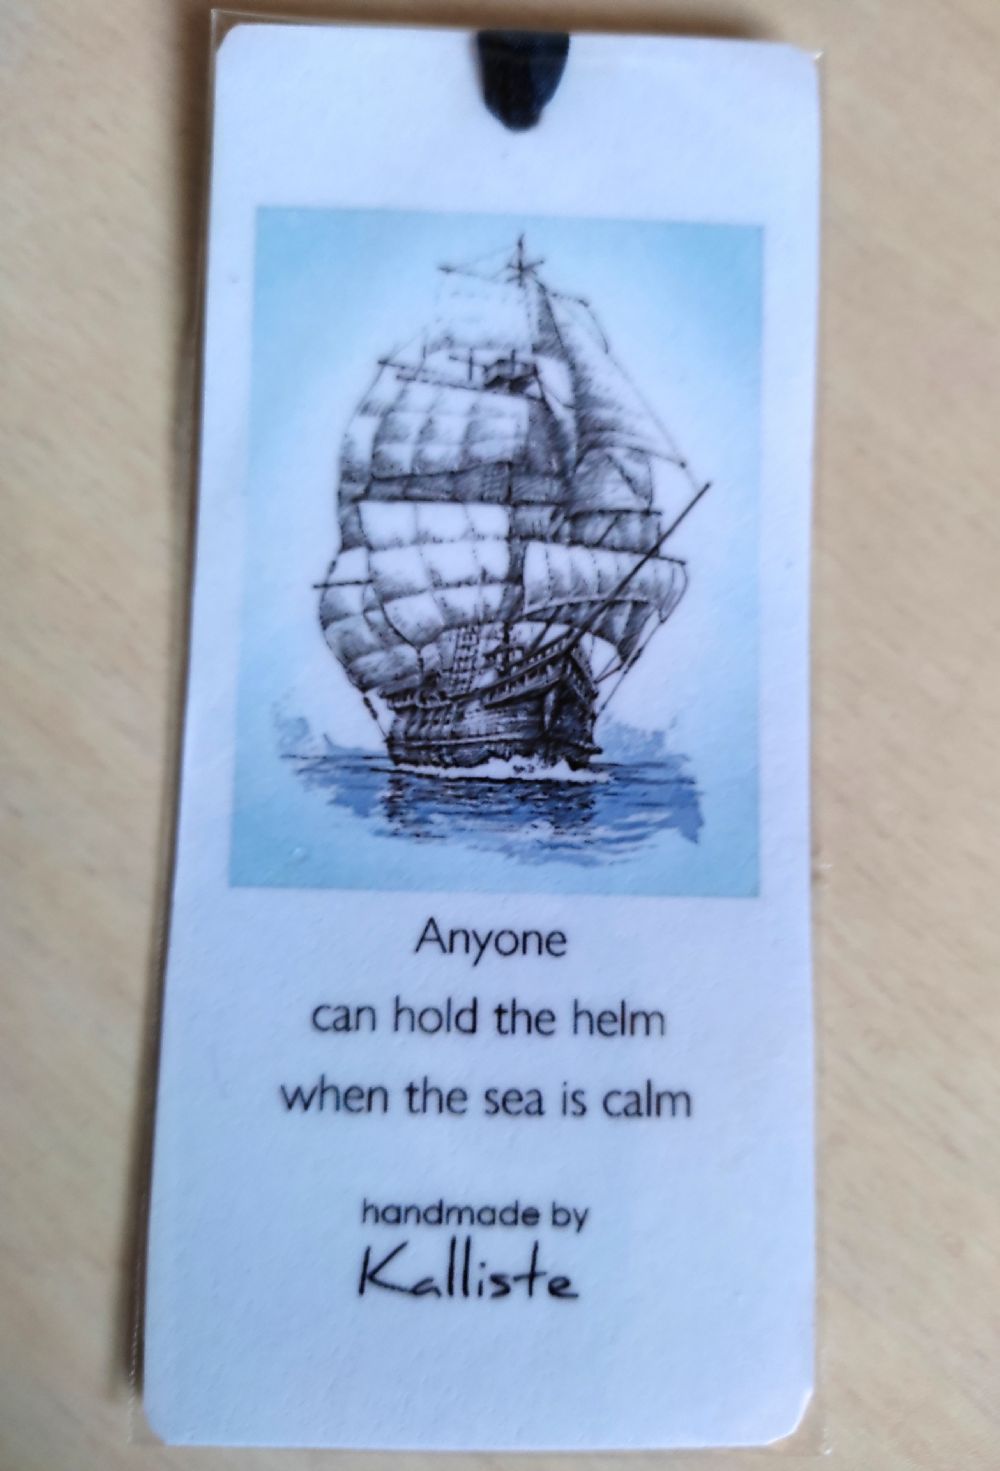 Anyone
can hold the helm
when the sea is calm
handmade by
Kalliste